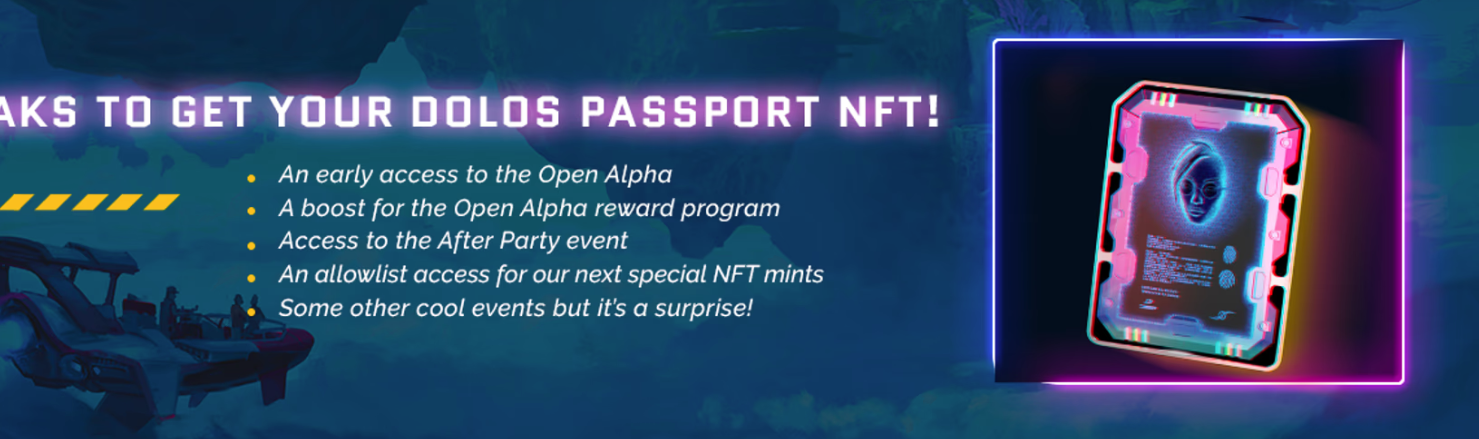 AKS TO GET YOUR DOLOS PASSPORT NFT!
An early access to the Open Alpha
A boost for the Open Alpha reward program
Access to the After Party event
An allowlist access for our next special NFT mints
Some other cool events but it's a surprise!